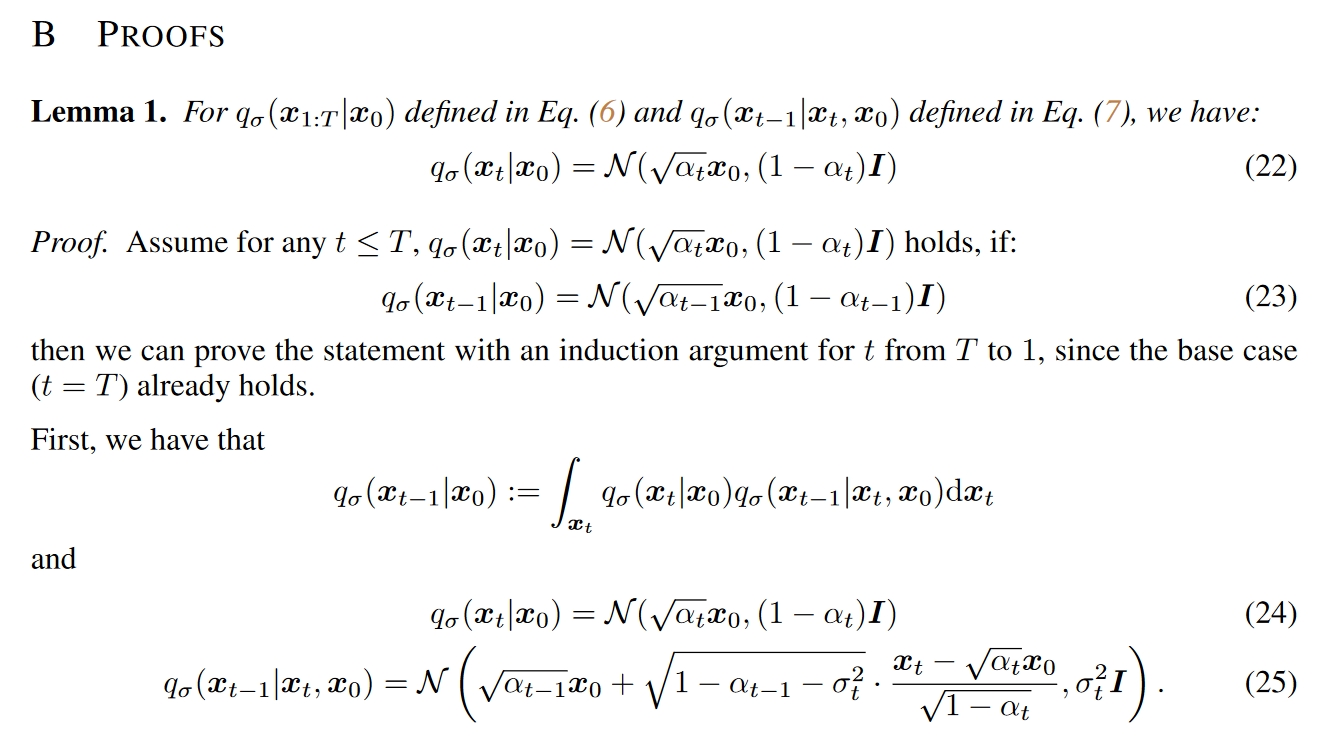 B PROOFS
Lemma 1. For $q_\sigma(\boldsymbol{x}_{1:T}|\boldsymbol{x}_0)$ defined in Eq. (6) and $q_\sigma(\boldsymbol{x}_{t-1}|\boldsymbol{x}_t, \boldsymbol{x}_0)$ defined in Eq. (7), we have:
$q_\sigma(\boldsymbol{x}_t|\boldsymbol{x}_0) = \mathcal{N}(\sqrt{\alpha_t}\boldsymbol{x}_0, (1 - \alpha_t)\boldsymbol{I})$ (22)
Proof. Assume for any $t \leq T$, $q_\sigma(\boldsymbol{x}_t|\boldsymbol{x}_0) = \mathcal{N}(\sqrt{\alpha_t}\boldsymbol{x}_0, (1 - \alpha_t)\boldsymbol{I})$ holds, if:
$q_\sigma(\boldsymbol{x}_{t-1}|\boldsymbol{x}_0) = \mathcal{N}(\sqrt{\alpha_{t-1}}\boldsymbol{x}_0, (1 - \alpha_{t-1})\boldsymbol{I})$ (23)
then we can prove the statement with an induction argument for $t$ from $T$ to 1, since the base case
$(t = T)$ already holds.
First, we have that
$q_\sigma(\boldsymbol{x}_{t-1}|\boldsymbol{x}_0) := \int_{\boldsymbol{x}_t} q_\sigma(\boldsymbol{x}_t|\boldsymbol{x}_0) q_\sigma(\boldsymbol{x}_{t-1}|\boldsymbol{x}_t, \boldsymbol{x}_0) \mathrm{d}\boldsymbol{x}_t$
and
$q_\sigma(\boldsymbol{x}_t|\boldsymbol{x}_0) = \mathcal{N}(\sqrt{\alpha_t}\boldsymbol{x}_0, (1 - \alpha_t)\boldsymbol{I})$ (24)
$q_\sigma(\boldsymbol{x}_{t-1}|\boldsymbol{x}_t, \boldsymbol{x}_0) = \mathcal{N}\left(\sqrt{\alpha_{t-1}}\boldsymbol{x}_0 + \sqrt{1 - \alpha_{t-1} - \sigma_t^2} \cdot \frac{\boldsymbol{x}_t - \sqrt{\alpha_t}\boldsymbol{x}_0}{\sqrt{1 - \alpha_t}}, \sigma_t^2 \boldsymbol{I}\right).$ (25)